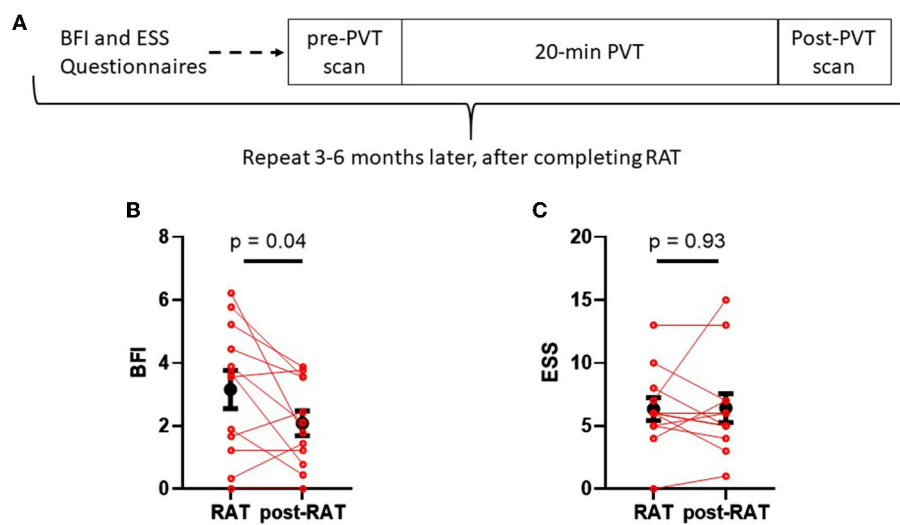 A
BFI and ESS
Questionnaires
pre-PVT
scan
20-min PVT
Post-PVT
scan
Repeat 3-6 months later, after completing RAT
B
p = 0.04
8
6
4
2
0
BFI
RAT post-RAT
C
p = 0.93
20
15
10
5
0
ESS
RAT post-RAT